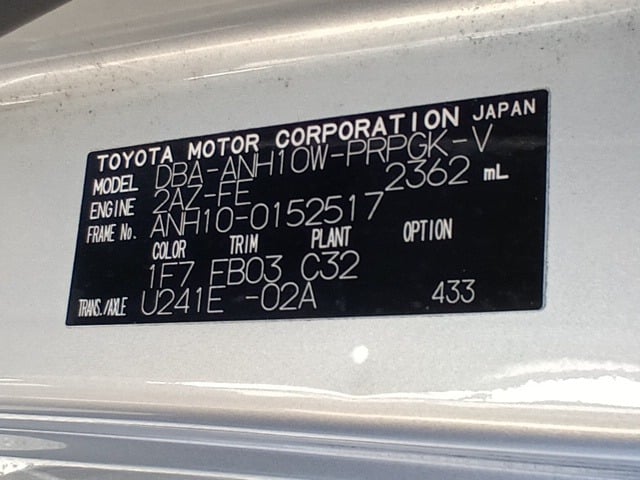 TOYOTA MOTOR CORPORATION JAPAN
MODEL DBA-ANH10W-PRPGK-V
ENGINE 2AZ-FE 2362 mL
FRAME No. ANH10-0152517
COLOR TRIM PLANT OPTION
1F7 FB03 C32
TRANS./AXLE U241E -02A 433